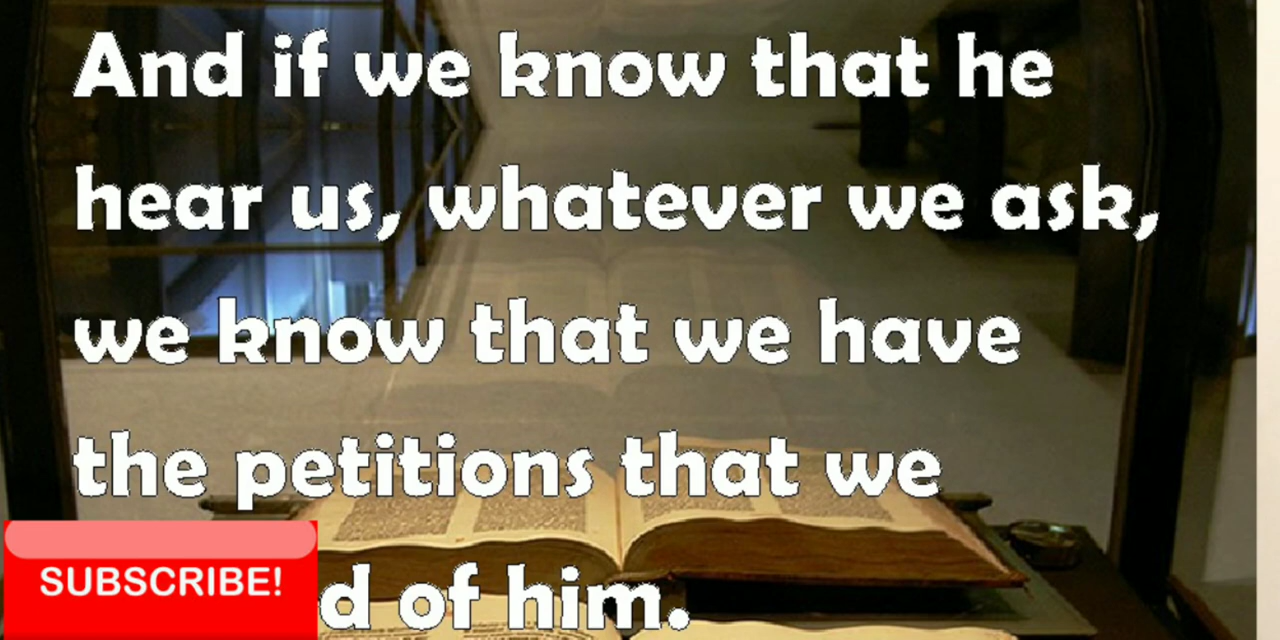 And if we know that he
hear us, whatever we ask,
we know that we have
the petitions that we
d of him.
SUBSCRIBE!